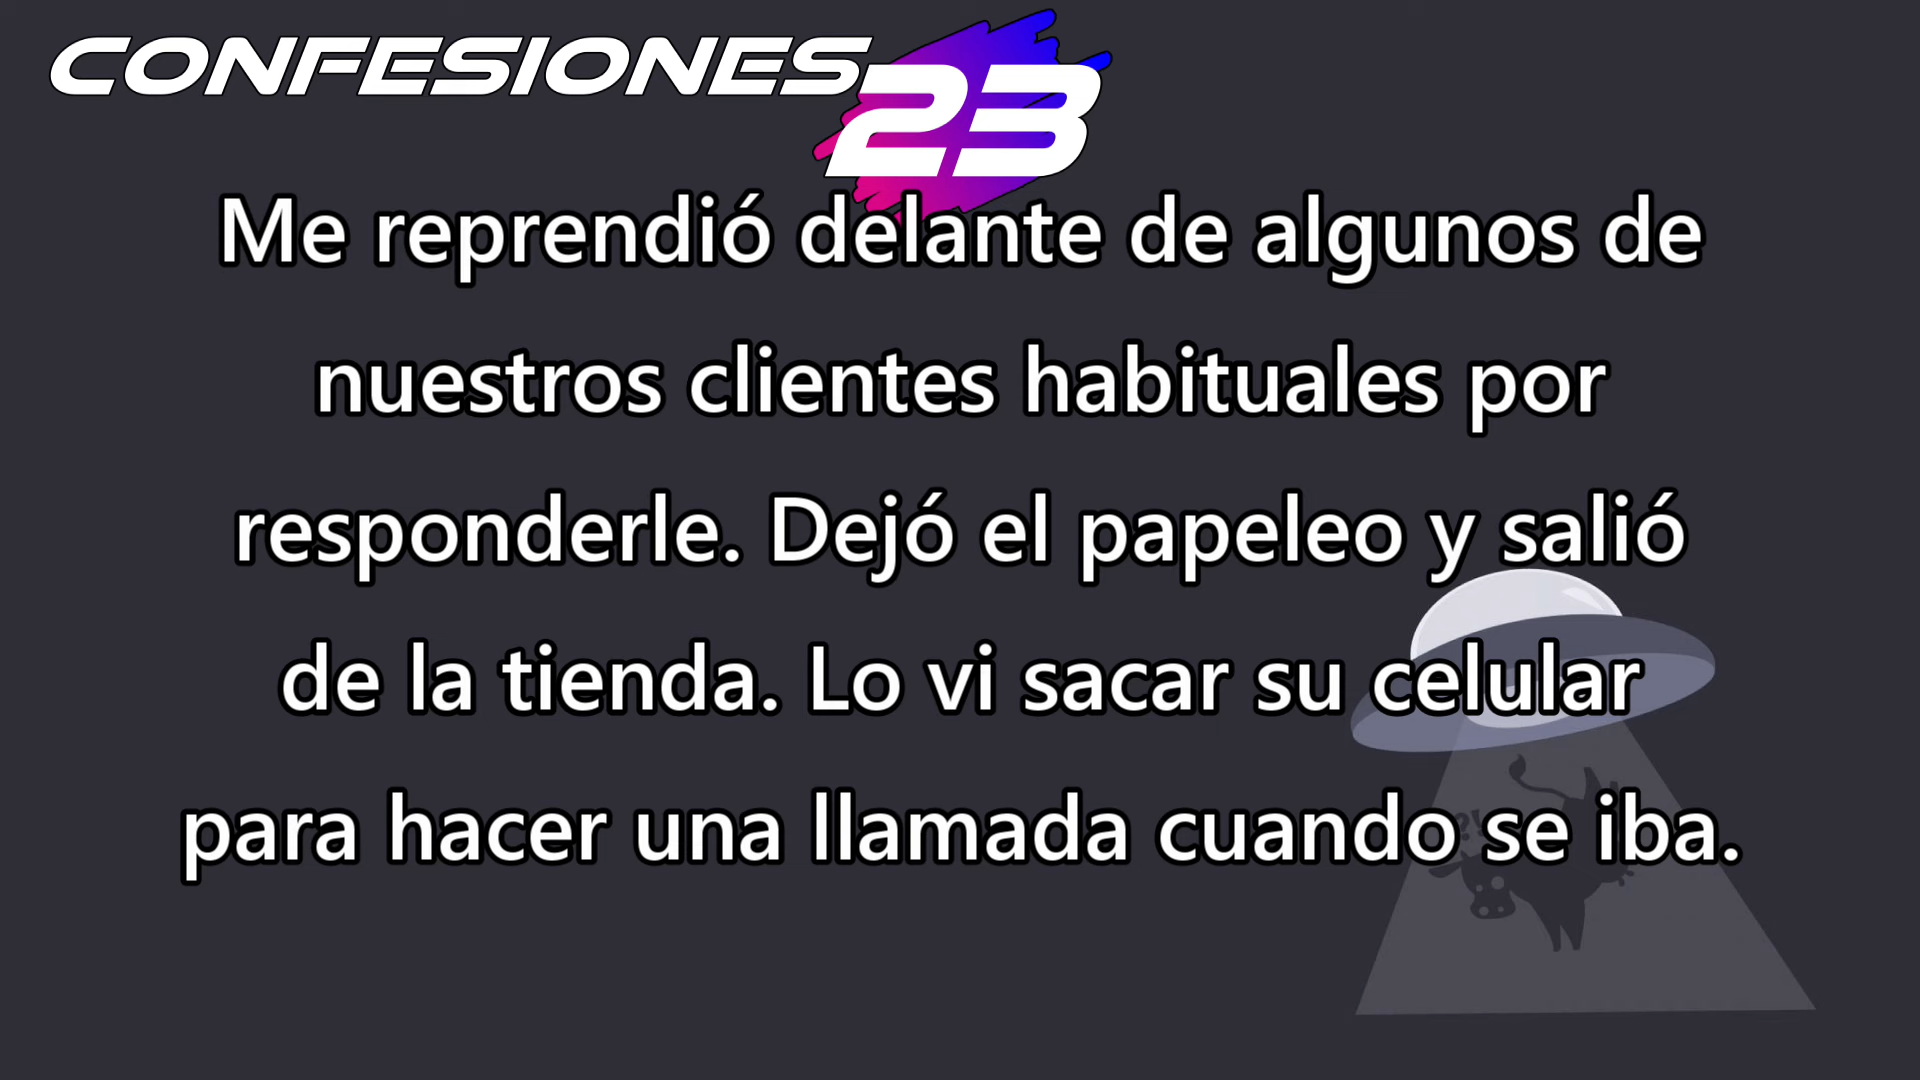 CONFESIONES
23
Me reprendió delante de algunos de
nuestros clientes habituales por
responderle. Dejó el papeleo y salió
de la tienda. Lo vi sacar su celular
para hacer una llamada cuando se iba.
?!